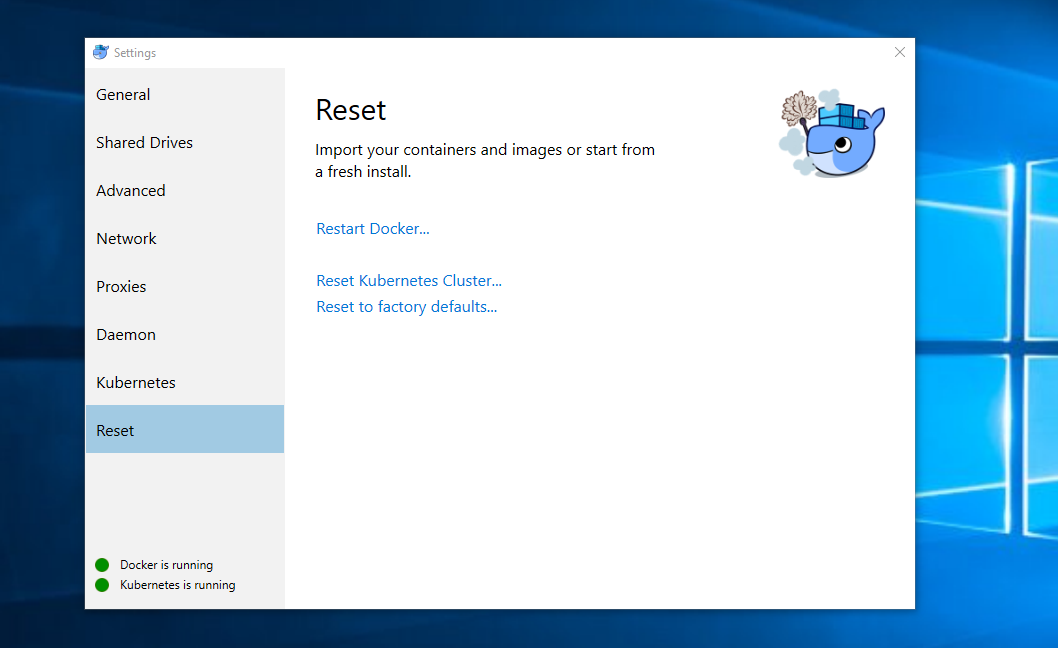 Settings
General
Shared Drives
Advanced
Network
Proxies
Daemon
Kubernetes
Reset
Docker is running
Kubernetes is running
Reset
Import your containers and images or start from
a fresh install.
Restart Docker...
Reset Kubernetes Cluster...
Reset to factory defaults...